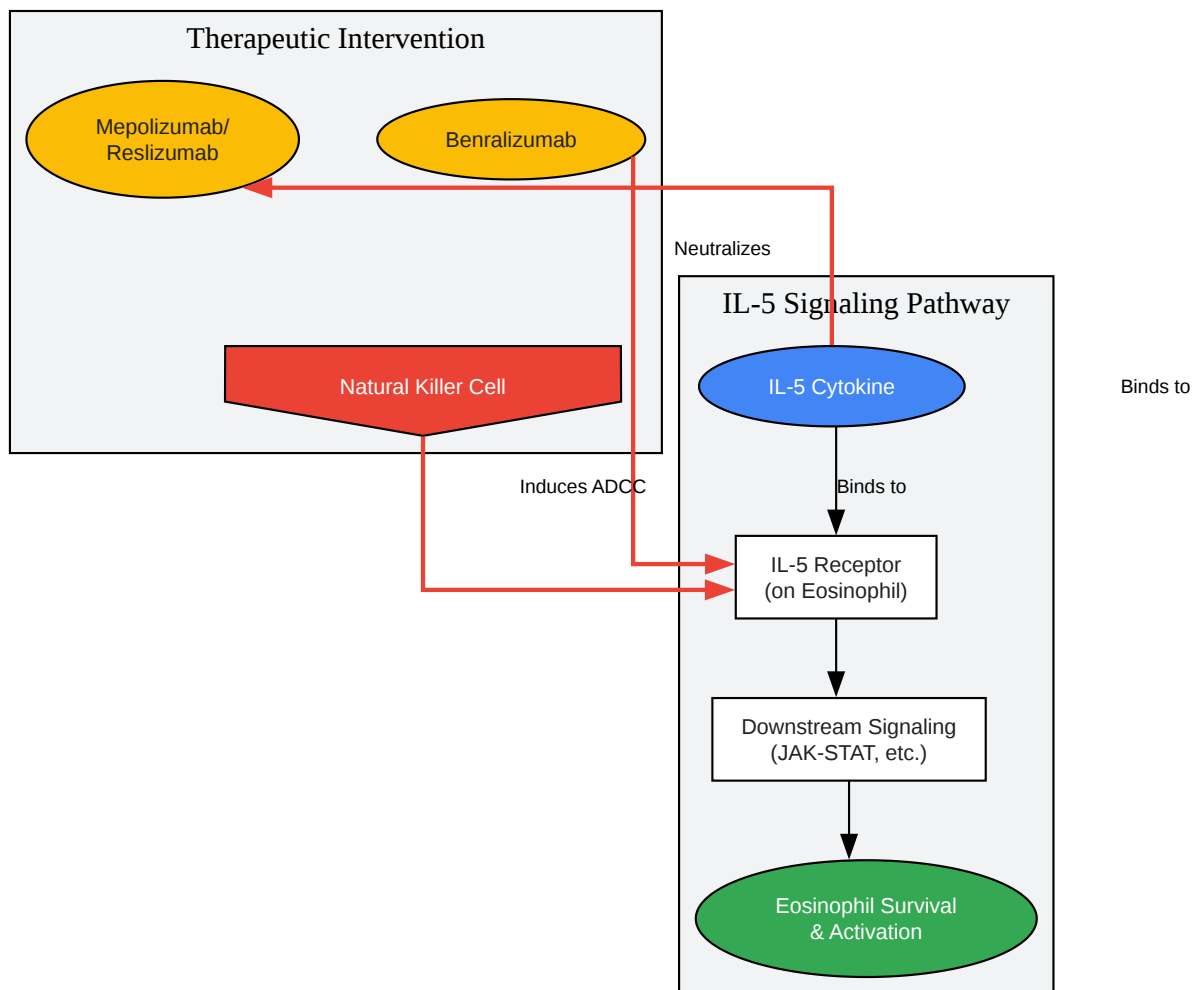 Therapeutic Intervention
Mepolizumab/
Reslizumab
Benralizumab
Neutralizes
IL-5 Signaling Pathway
Natural Killer Cell
IL-5 Cytokine
Binds to
Induces ADCC
Binds to
IL-5 Receptor
(on Eosinophil)
Downstream Signaling
(JAK-STAT, etc.)
Eosinophil Survival
& Activation